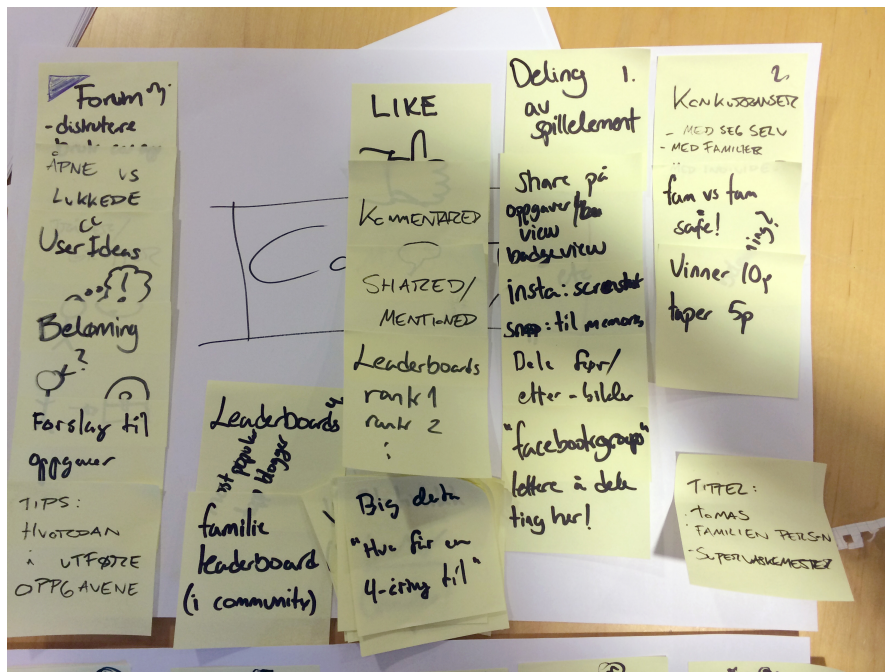 Forum
- diskutere
ÅPNE vs
LUKKEDE
User Ideas
Belønning
?
Forslag til
oppgaver
TIPS:
HVORDAN
å UTFØRE
OPPGAVENE
Leaderboards
blogger
familie
leaderboard
(i community)
LIKE
KOMMENTARER
SHARED/
MENTIONED
Leaderboards
rank 1
rank 2
:
Big data
"Hva får en
4-åring til"
Deling 1.
av
spillelement
share på
oppgaver/
view
badgeview
insta: screenshot
snap: til memors
Dele før/
etter-bilder
"facebookgroup"
lettere å dele
ting her!
2.
KONKURRANSER
- MED SEG SELV
- MED FAMILIER
fam vs fam
safe!
ting?
Vinner 10p
taper 5p
TITTEL:
TOMAS
FAMILIEN PERSEN
- SUPERVASKEMESTER